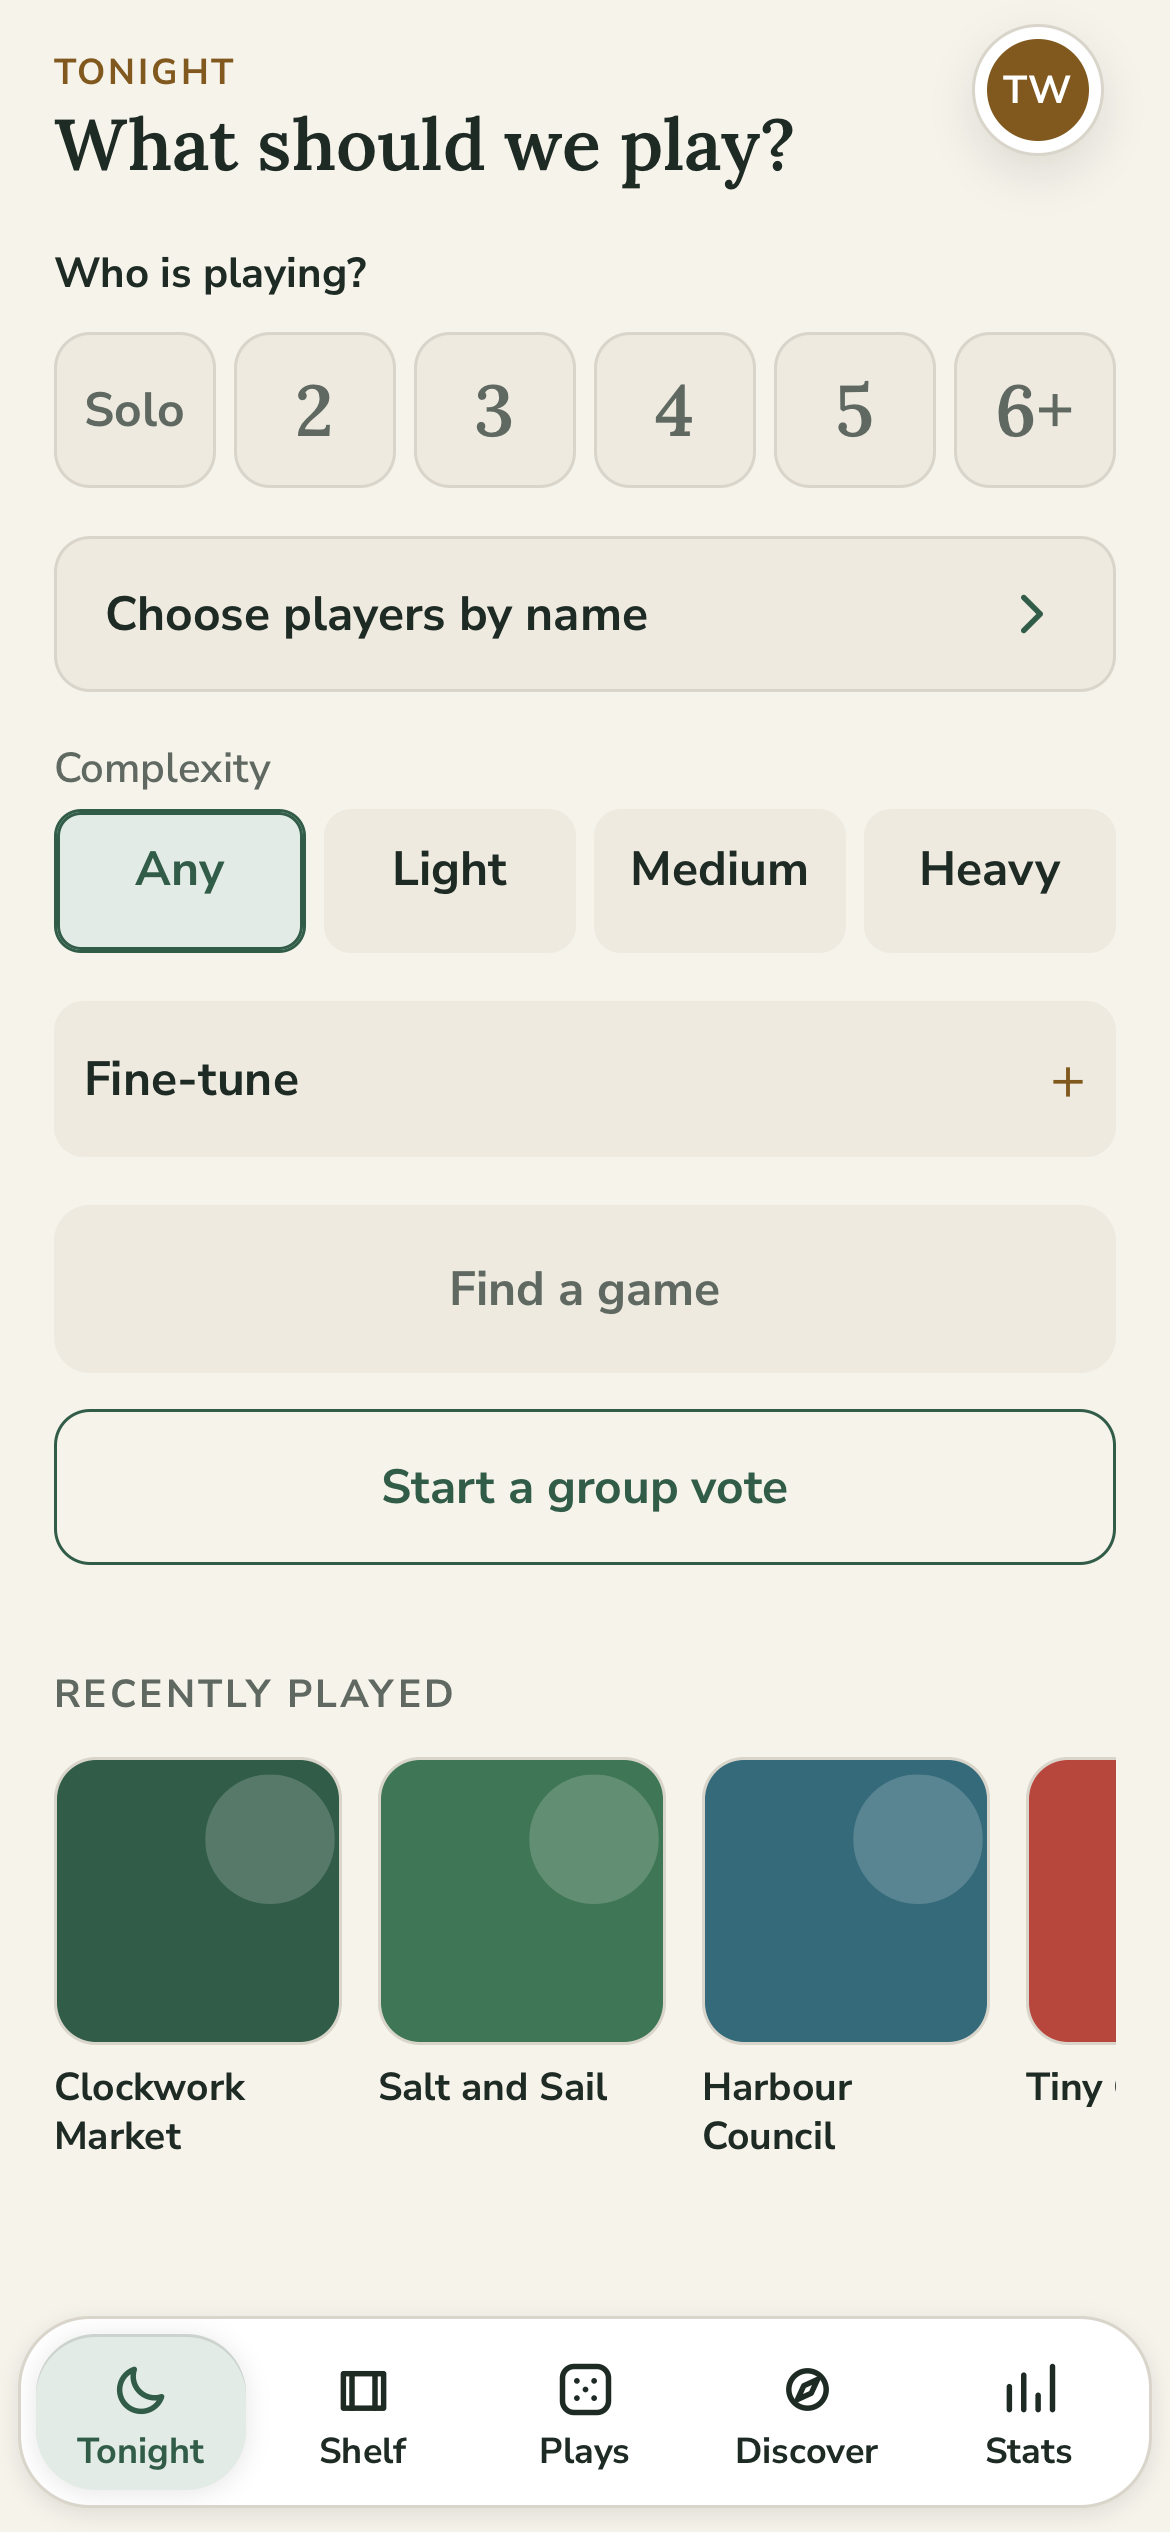 TONIGHT
TW
What should we play?
Who is playing?
Solo 2 3 4 5 6+
Choose players by name
Complexity
Any Light Medium Heavy
Fine-tune +
Find a game
Start a group vote
RECENTLY PLAYED
Clockwork Market
Salt and Sail
Harbour Council
Tiny
Tonight Shelf Plays Discover Stats